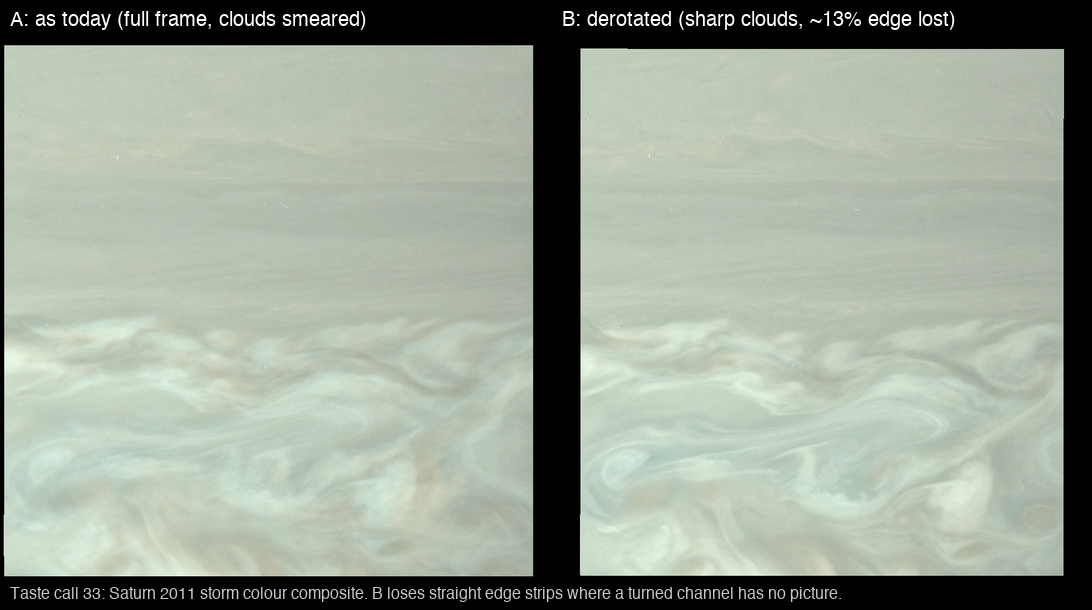 A: as today (full frame, clouds smeared)
B: derotated (sharp clouds, ~13% edge lost)
Taste call 33: Saturn 2011 storm colour composite. B loses straight edge strips where a turned channel has no picture.